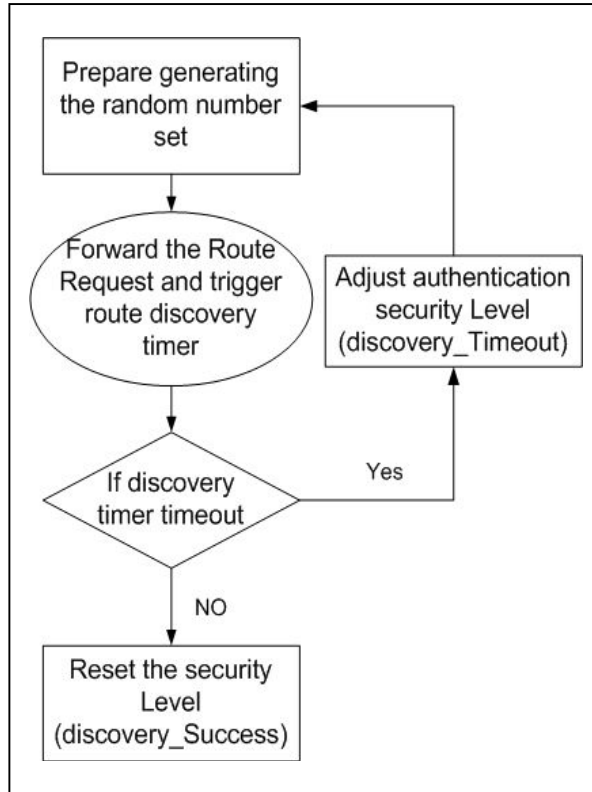 Prepare generating
the random number
set
Forward the Route
Request and trigger
route discovery
timer
Adjust authentication
security Level
(discovery_Timeout)
If discovery
timer timeout
Yes
NO
Reset the security
Level
(discovery_Success)